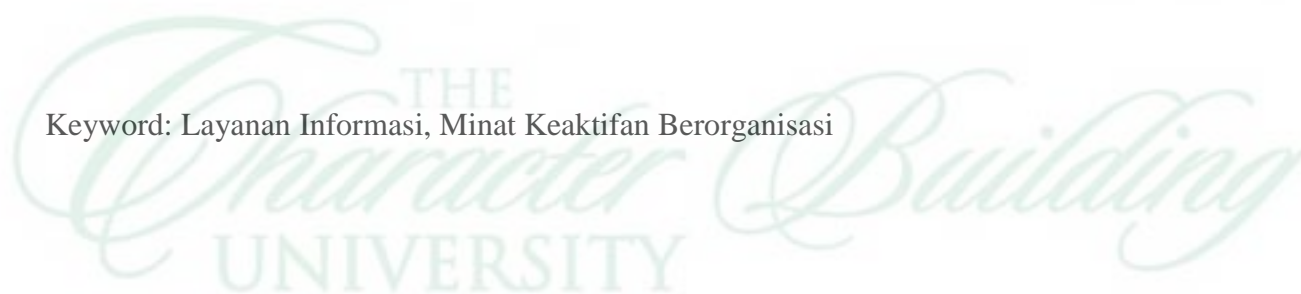 THE
Keyword: Layanan Informasi, Minat Keaktifan Berorganisasi
Character Building
UNIVERSITY